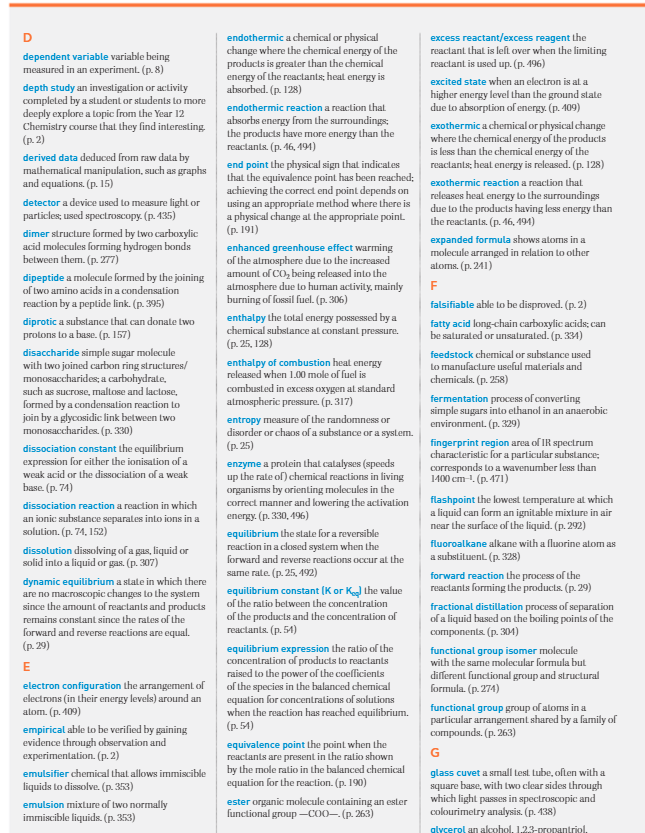 D
dependent variable variable being
measured in an experiment. (p. 8)
depth study an investigation or activity
completed by a student or students to more
deeply explore a topic from the Year 12
Chemistry course that they find interesting.
(p. 2)
derived data deduced from raw data by
mathematical manipulation, such as graphs
and equations. (p. 15)
detector a device used to measure light or
particles; used spectroscopy. (p. 435)
dimer structure formed by two carboxylic
acid molecules forming hydrogen bonds
between them. (p. 277)
dipeptide a molecule formed by the joining
of two amino acids in a condensation
reaction by a peptide link. (p. 395)
diprotic a substance that can donate two
protons to a base. (p. 157)
disaccharide simple sugar molecule
with two joined carbon ring structures/
monosaccharides; a carbohydrate,
such as sucrose, maltose and lactose,
formed by a condensation reaction to
join by a glycosidic link between two
monosaccharides. (p. 330)
dissociation constant the equilibrium
expression for either the ionisation of a
weak acid or the dissociation of a weak
base. (p. 74)
dissociation reaction a reaction in which
an ionic substance separates into ions in a
solution. (p. 74, 152)
dissolution dissolving of a gas, liquid or
solid into a liquid or gas. (p. 307)
dynamic equilibrium a state in which there
are no macroscopic changes to the system
since the amount of reactants and products
remains constant since the rates of the
forward and reverse reactions are equal.
(p. 29)
E
electron configuration the arrangement of
electrons (in their energy levels) around an
atom. (p. 409)
empirical able to be verified by gaining
evidence through observation and
experimentation. (p. 2)
emulsifier chemical that allows immiscible
liquids to dissolve. (p. 353)
emulsion mixture of two normally
immiscible liquids. (p. 353)
endothermic a chemical or physical
change where the chemical energy of the
products is greater than the chemical
energy of the reactants; heat energy is
absorbed. (p. 128)
endothermic reaction a reaction that
absorbs energy from the surroundings;
the products have more energy than the
reactants. (p. 46, 494)
end point the physical sign that indicates
that the equivalence point has been reached;
achieving the correct end point depends on
using an appropriate method where there is
a physical change at the appropriate point.
(p. 191)
enhanced greenhouse effect warming
of the atmosphere due to the increased
amount of CO₂ being released into the
atmosphere due to human activity, mainly
burning of fossil fuel. (p. 306)
enthalpy the total energy possessed by a
chemical substance at constant pressure.
(p. 25, 128)
enthalpy of combustion heat energy
released when 1.00 mole of fuel is
combusted in excess oxygen at standard
atmospheric pressure. (p. 317)
entropy measure of the randomness or
disorder or chaos of a substance or a system.
(p. 25)
enzyme a protein that catalyses (speeds
up the rate of) chemical reactions in living
organisms by orienting molecules in the
correct manner and lowering the activation
energy. (p. 330, 496)
equilibrium the state for a reversible
reaction in a closed system when the
forward and reverse reactions occur at the
same rate. (p. 25, 492)
equilibrium constant (K or Keq) the value
of the ratio between the concentration
of the products and the concentration of
reactants. (p. 54)
equilibrium expression the ratio of the
concentration of products to reactants
raised to the power of the coefficients
of the species in the balanced chemical
equation for concentrations of solutions
when the reaction has reached equilibrium.
(p. 54)
equivalence point the point when the
reactants are present in the ratio shown
by the mole ratio in the balanced chemical
equation for the reaction. (p. 190)
ester organic molecule containing an ester
functional group —COO—. (p. 263)
excess reactant/excess reagent the
reactant that is left over when the limiting
reactant is used up. (p. 496)
excited state when an electron is at a
higher energy level than the ground state
due to absorption of energy. (p. 409)
exothermic a chemical or physical change
where the chemical energy of the products
is less than the chemical energy of the
reactants; heat energy is released. (p. 128)
exothermic reaction a reaction that
releases heat energy to the surroundings
due to the products having less energy than
the reactants. (p. 46, 494)
expanded formula shows atoms in a
molecule arranged in relation to other
atoms. (p. 241)
F
falsifiable able to be disproved. (p. 2)
fatty acid long-chain carboxylic acids; can
be saturated or unsaturated. (p. 334)
feedstock chemical or substance used
to manufacture useful materials and
chemicals. (p. 258)
fermentation process of converting
simple sugars into ethanol in an anaerobic
environment. (p. 329)
fingerprint region area of IR spectrum
characteristic for a particular substance;
corresponds to a wavenumber less than
1400 cm⁻¹. (p. 471)
flashpoint the lowest temperature at which
a liquid can form an ignitable mixture in air
near the surface of the liquid. (p. 292)
fluoroalkane alkane with a fluorine atom as
a substituent. (p. 328)
forward reaction the process of the
reactants forming the products. (p. 29)
fractional distillation process of separation
of a liquid based on the boiling points of the
components. (p. 304)
functional group isomer molecule
with the same molecular formula but
different functional group and structural
formula. (p. 274)
functional group group of atoms in a
particular arrangement shared by a family of
compounds. (p. 263)
G
glass cuvet a small test tube, often with a
square base, with two clear sides through
which light passes in spectroscopic and
colourimetry analysis. (p. 438)
glycerol an alcohol, 1,2,3-propantriol,